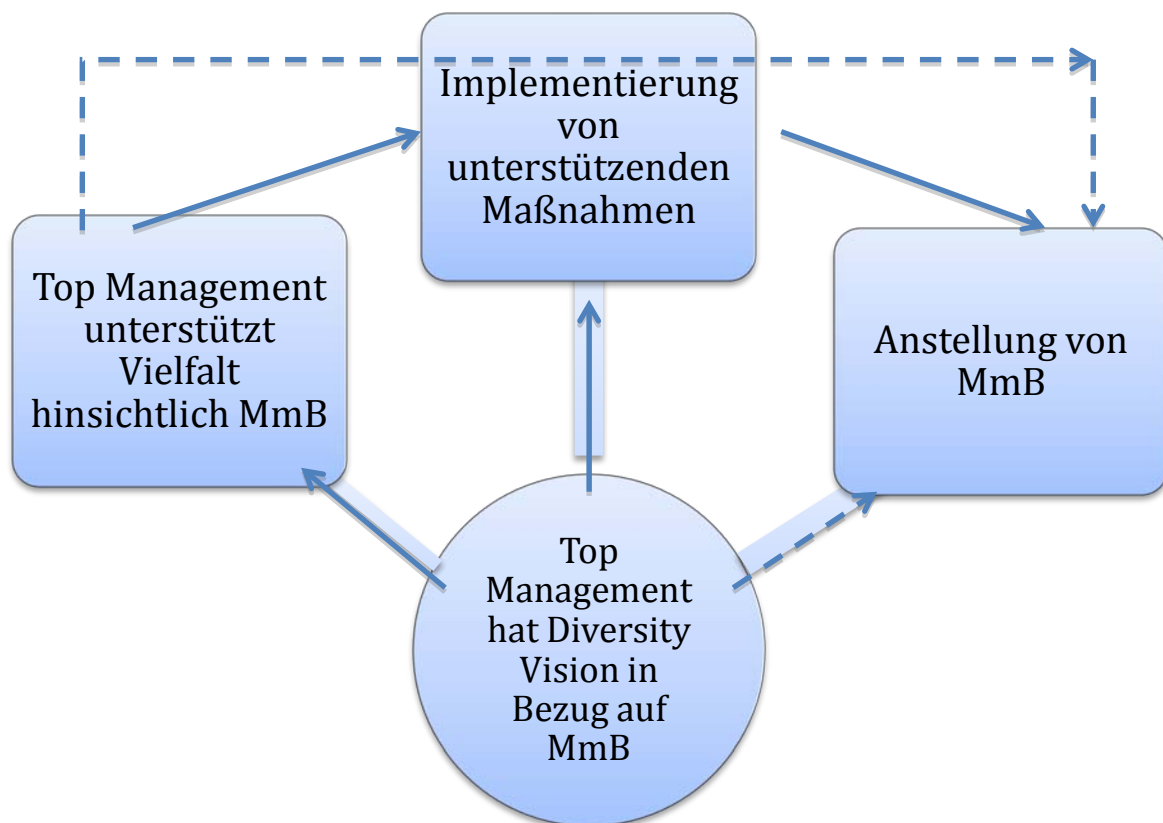 Implementierung
von
unterstützenden
Maßnahmen
Top Management
unterstützt
Vielfalt
hinsichtlich MmB
Anstellung von
MmB
Top
Management
hat Diversity
Vision in
Bezug auf
MmB